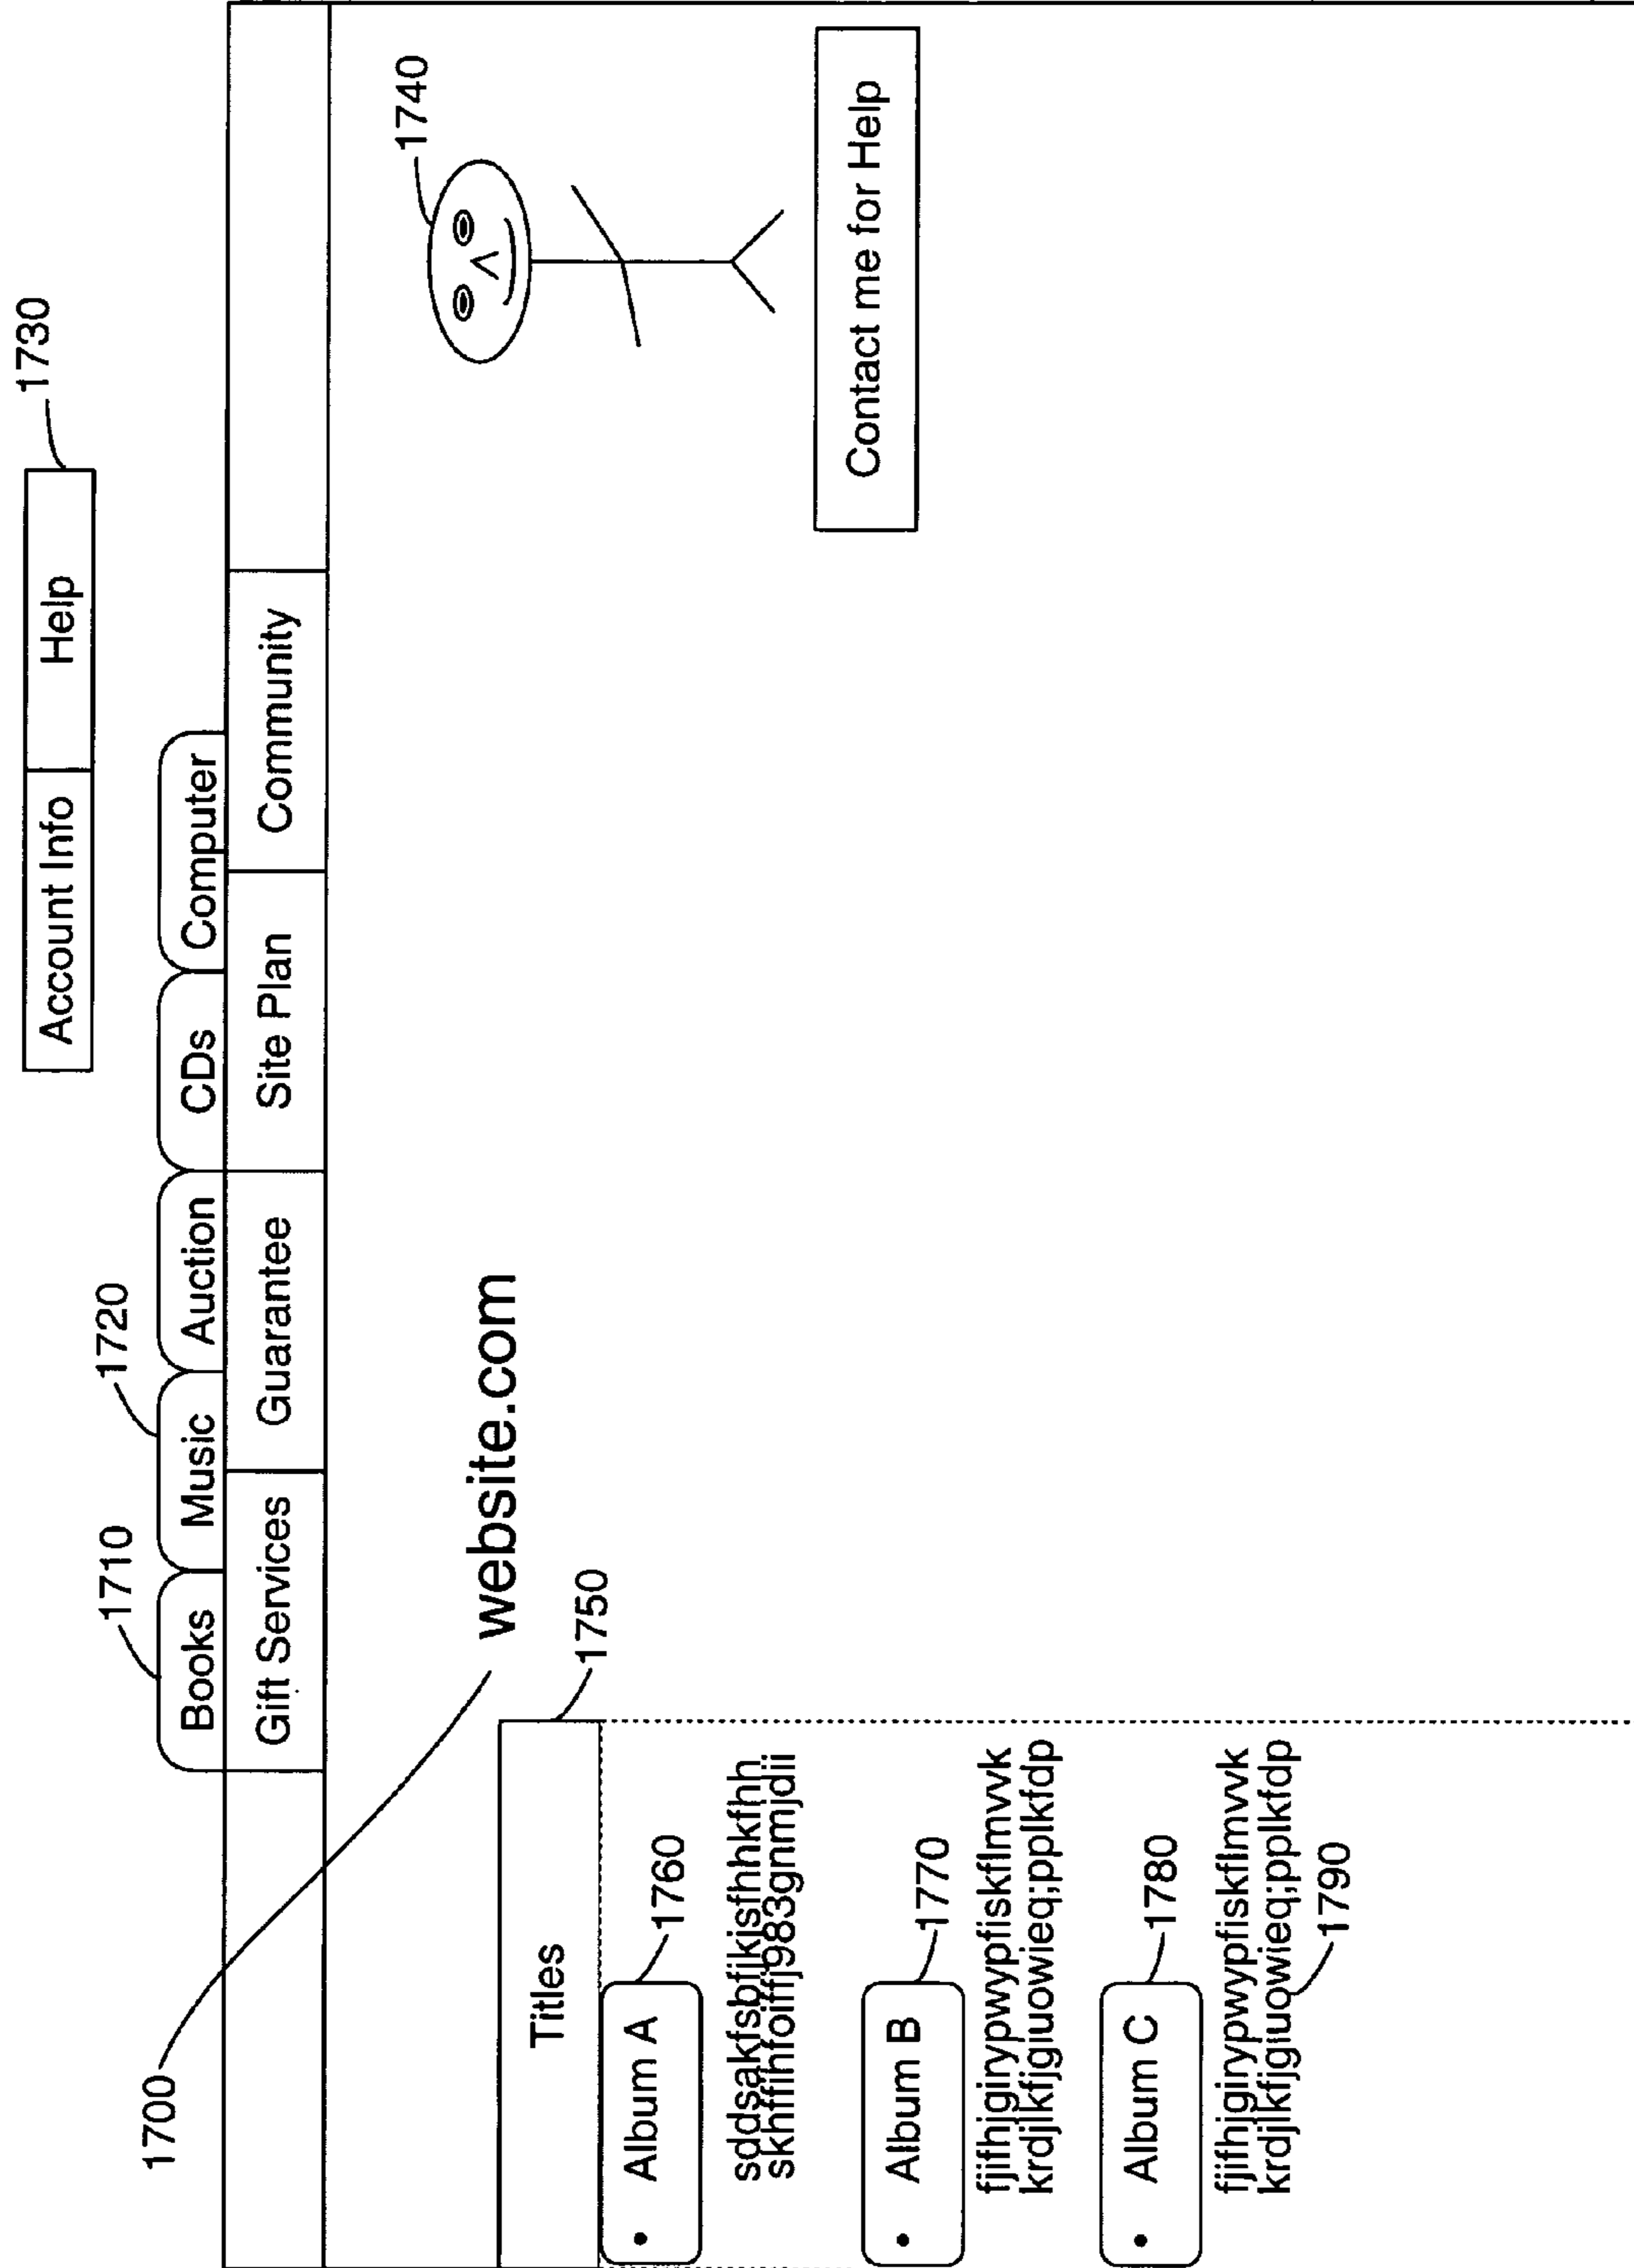 1730
Account Info Help
1710
1720
Books Music Auction CDs Computer
Gift Services Guarantee Site Plan Community
1700
website.com
1740
1750
Titles
• Album A
1760
sddsakfsbfjkjsfhhkfhh
skhffihfoiffj983gnmjdii
Contact me for Help
• Album B
1770
fjifhjgirypwypfiskflmvvk
krdjlkfjgiuowieq;pplkfdp
• Album C
1780
fjifhjgirypwypfiskflmvvk
krdjlkfjgiuowieq;pplkfdp
1790